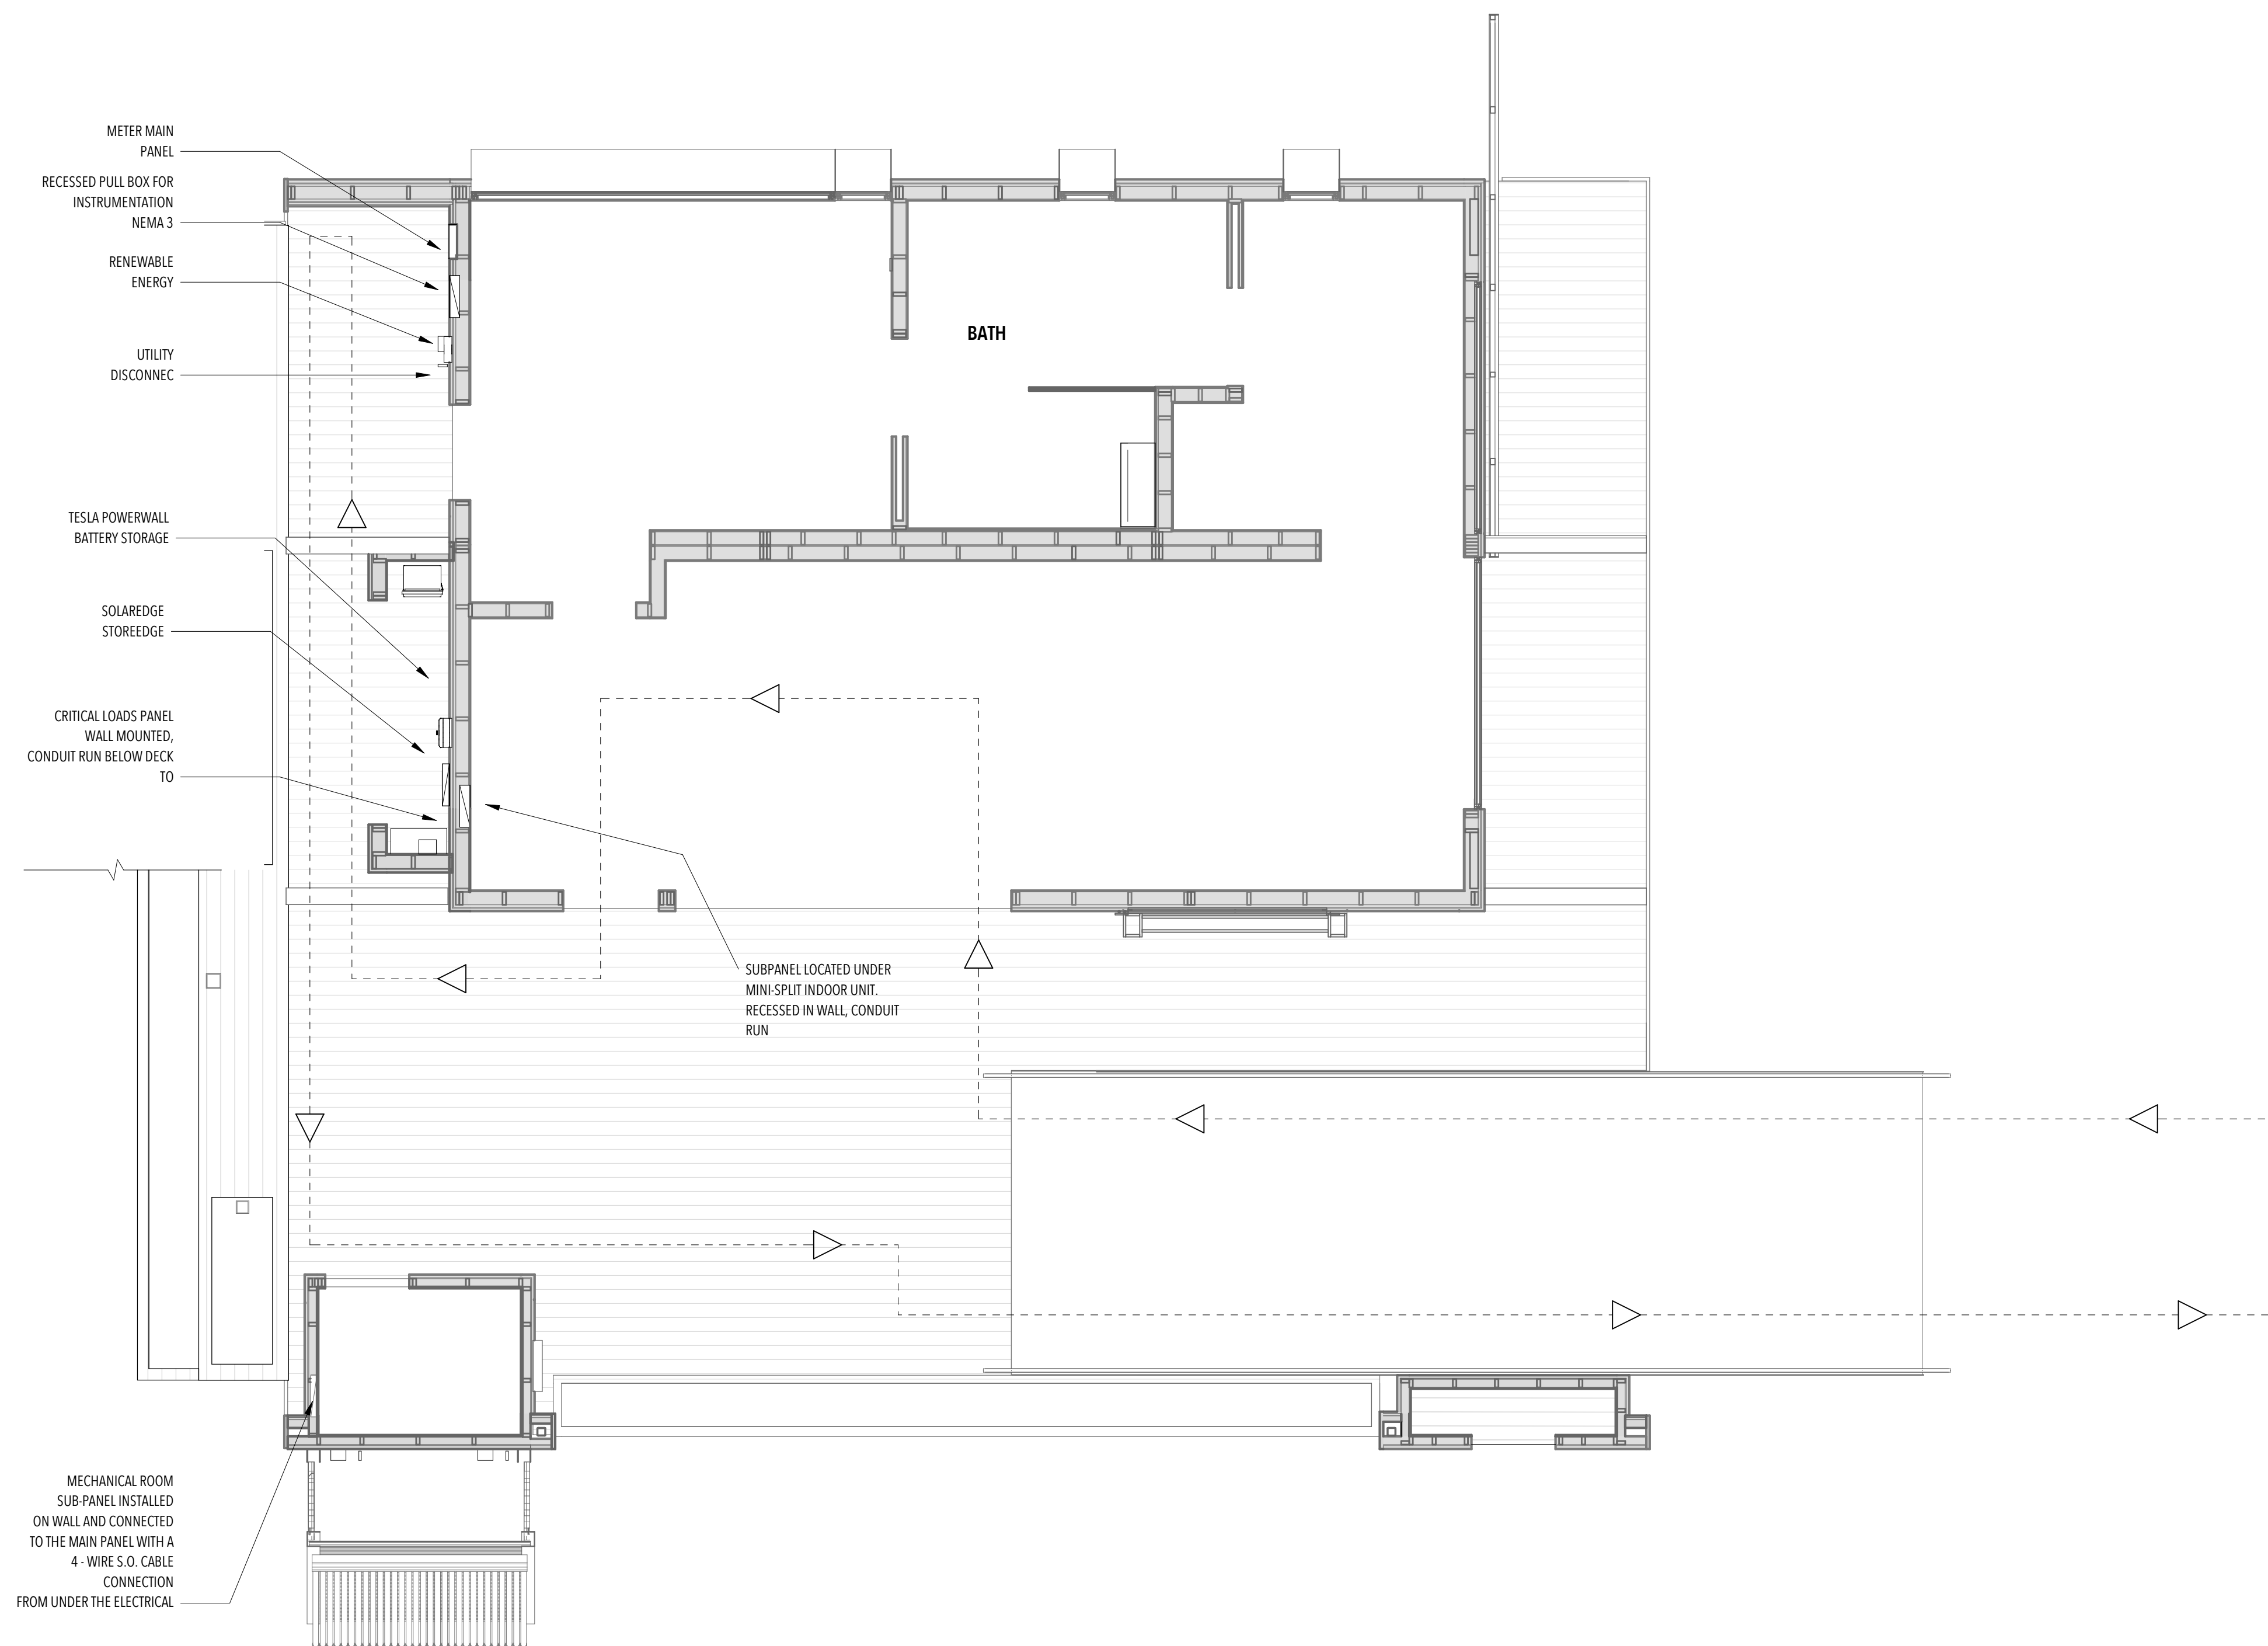 METER MAIN
PANEL
RECESSED PULL BOX FOR
INSTRUMENTATION
NEMA 3
RENEWABLE
ENERGY
UTILITY
DISCONNEC
BATH
TESLA POWERWALL
BATTERY STORAGE
SOLAREDGE
STOREEDGE
CRITICAL LOADS PANEL
WALL MOUNTED,
CONDUIT RUN BELOW DECK
TO
SUBPANEL LOCATED UNDER
MINI-SPLIT INDOOR UNIT.
RECESSED IN WALL, CONDUIT
RUN
MECHANICAL ROOM
SUB-PANEL INSTALLED
ON WALL AND CONNECTED
TO THE MAIN PANEL WITH A
4 - WIRE S.O. CABLE
CONNECTION
FROM UNDER THE ELECTRICAL